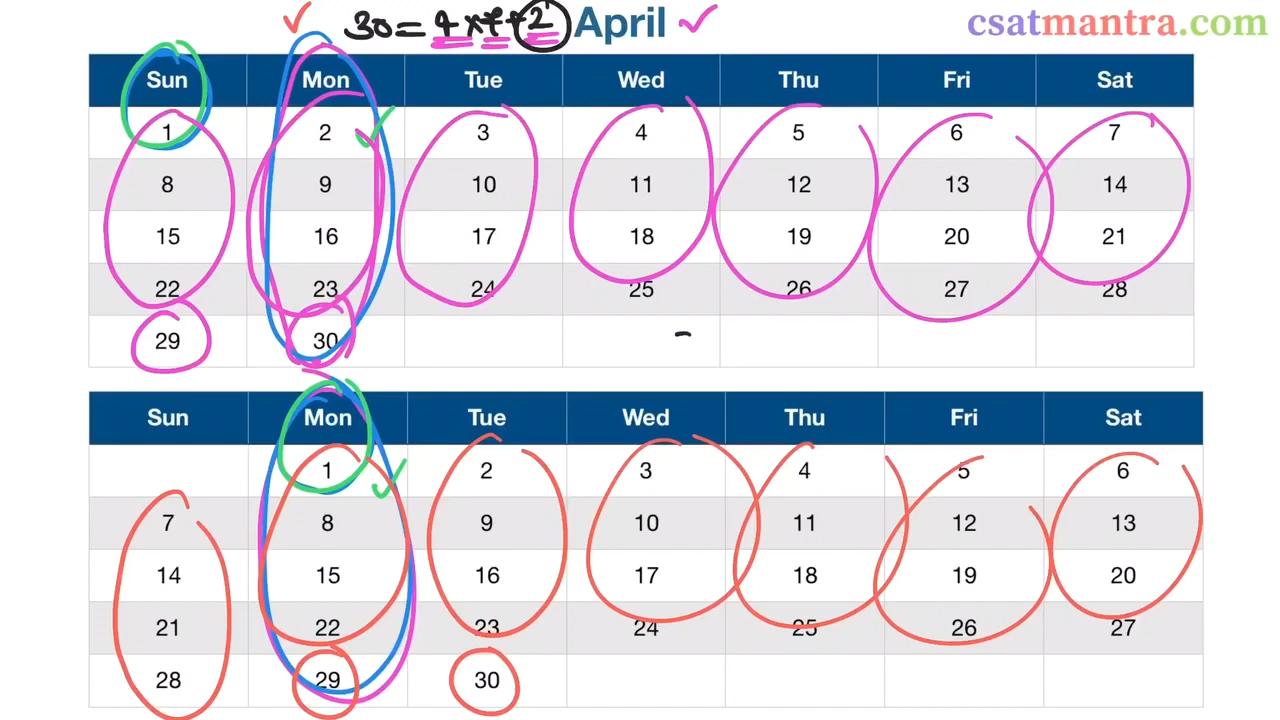 30=4×7+2 April csatmantra.com
Sun Mon Tue Wed Thu Fri Sat
1 2 3 4 5 6 7
8 9 10 11 12 13 14
15 16 17 18 19 20 21
22 23 24 25 26 27 28
29 30
Sun Mon Tue Wed Thu Fri Sat
1 2 3 4 5 6
7 8 9 10 11 12 13
14 15 16 17 18 19 20
21 22 23 24 25 26 27
28 29 30